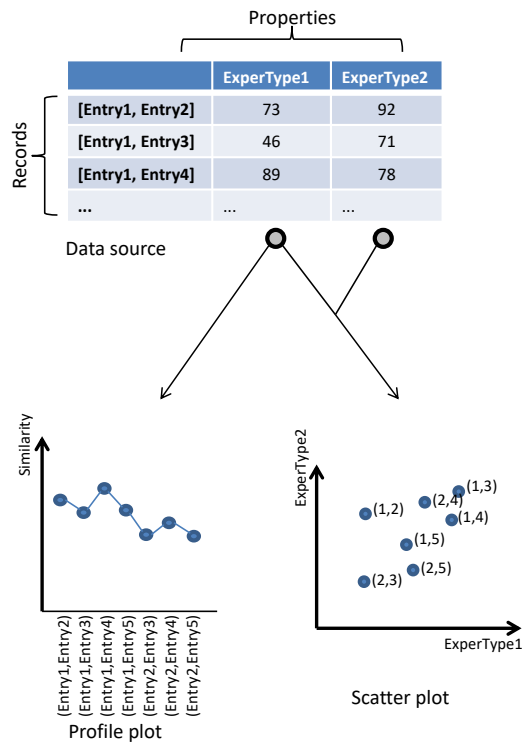 Properties
ExperType1 ExperType2
Records
[Entry1, Entry2] 73 92
[Entry1, Entry3] 46 71
[Entry1, Entry4] 89 78
... ... ...
Data source
Similarity
(Entry1,Entry2)
(Entry1,Entry3)
(Entry1,Entry4)
(Entry1,Entry5)
(Entry2,Entry3)
(Entry2,Entry4)
(Entry2,Entry5)
Profile plot
ExperType2
(1,2)
(2,4)
(1,3)
(1,4)
(1,5)
(2,3)
(2,5)
ExperType1
Scatter plot